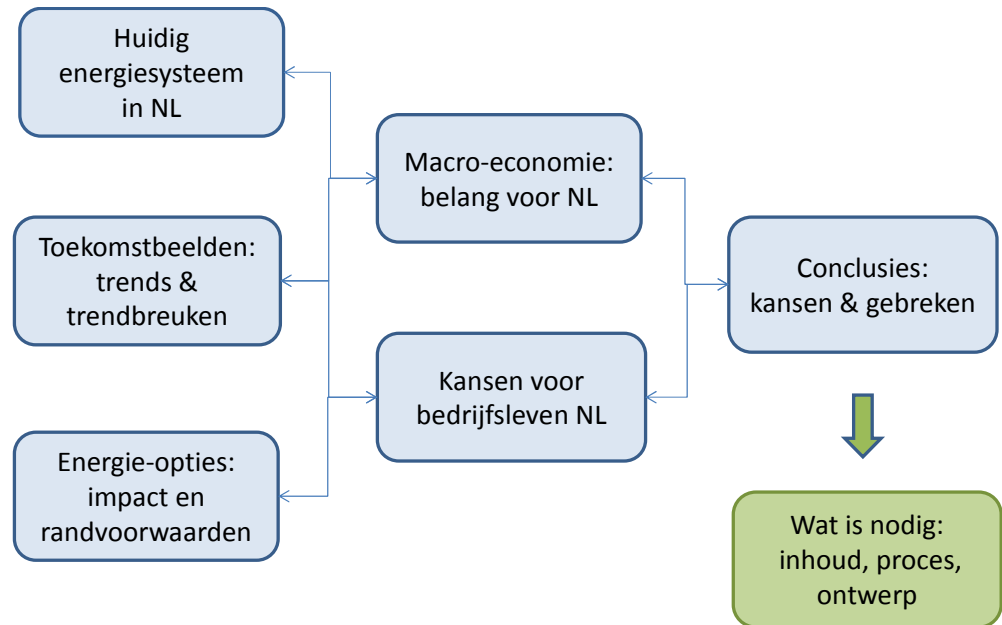 Huidig
energiesysteem
in NL
Toekomstbeelden:
trends &
trendbreuken
Energie-opties:
impact en
randvoorwaarden
Macro-economie:
belang voor NL
Kansen voor
bedrijfsleven NL
Conclusies:
kansen & gebreken
Wat is nodig:
inhoud, proces,
ontwerp